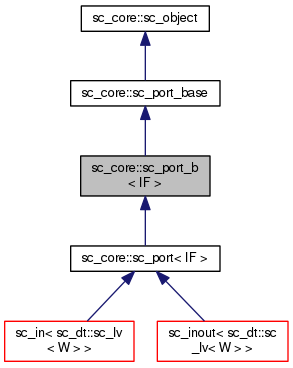 sc_core::sc_object
sc_core::sc_port_base
sc_core::sc_port_b
< IF >
sc_core::sc_port< IF >
sc_in< sc_dt::sc_lv
< W > >
sc_inout< sc_dt::sc
_lv< W > >